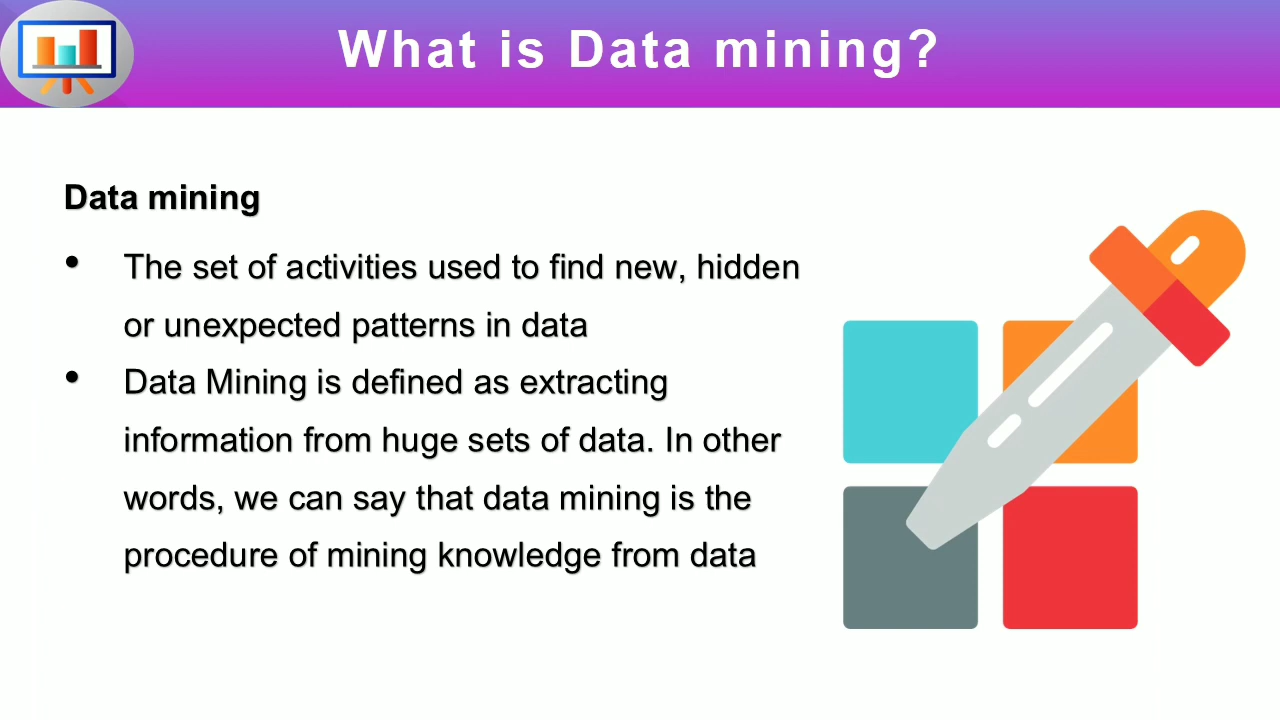 What is Data mining?
Data mining
• The set of activities used to find new, hidden
or unexpected patterns in data
• Data Mining is defined as extracting
information from huge sets of data. In other
words, we can say that data mining is the
procedure of mining knowledge from data